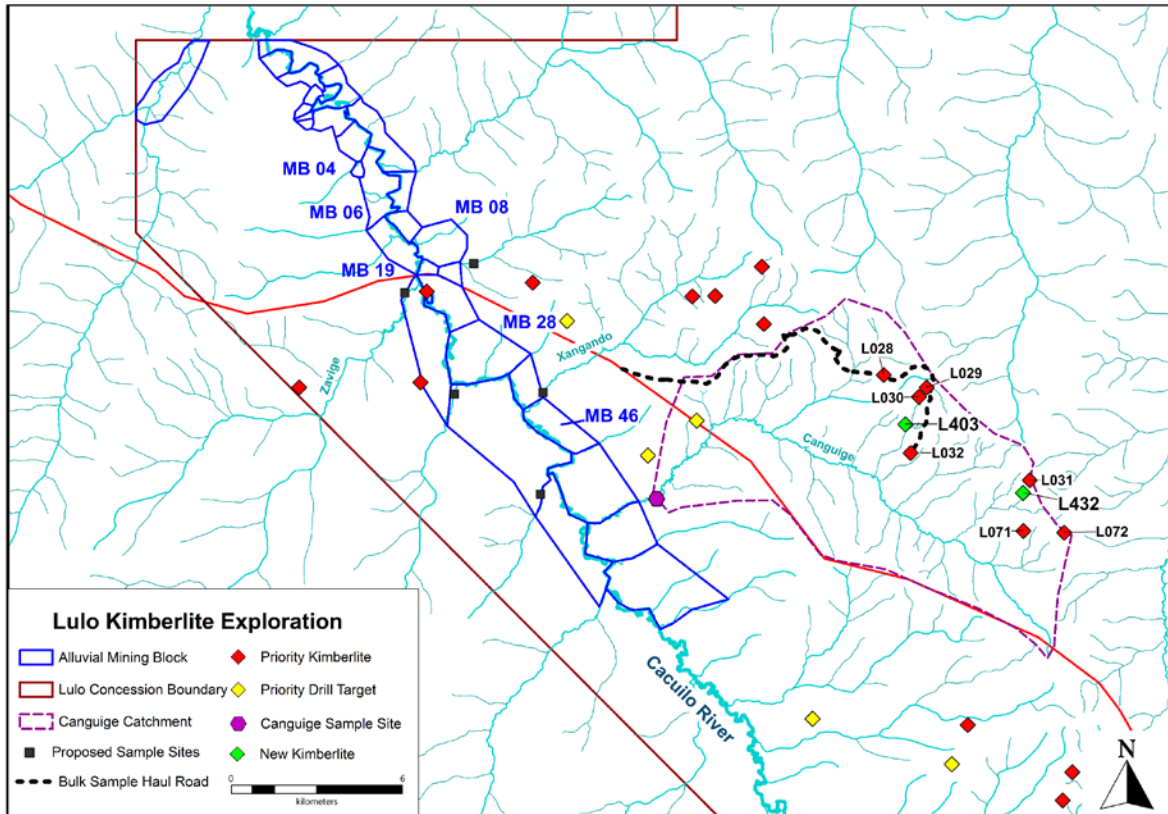 MB 04
MB 06
MB 08
MB 19
MB 28
Xangando
Zavige
L028
L029
L030
L403
MB 46
Canguige
L032
L031
L432
L071
L072
Cacuilo River
Lulo Kimberlite Exploration
Alluvial Mining Block
Priority Kimberlite
Lulo Concession Boundary
Priority Drill Target
Canguige Catchment
Canguige Sample Site
Proposed Sample Sites
New Kimberlite
Bulk Sample Haul Road
0 6
kilometers
N